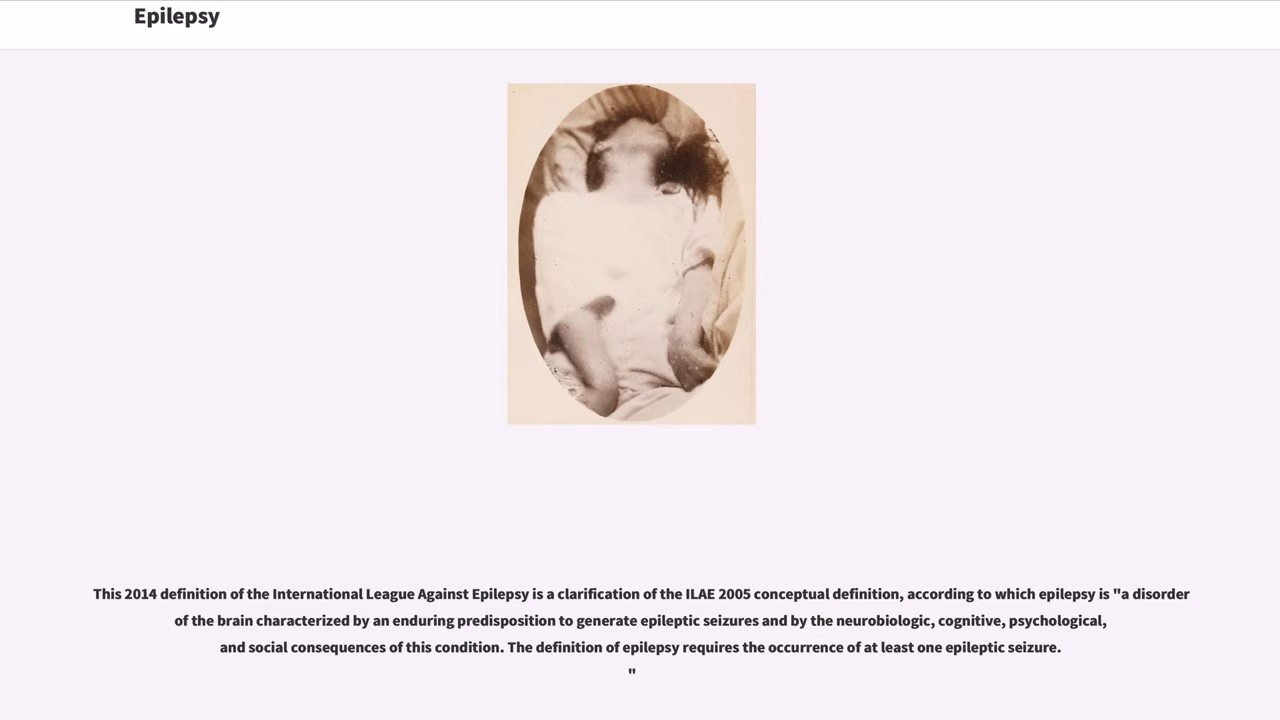 Epilepsy
This 2014 definition of the International League Against Epilepsy is a clarification of the ILAE 2005 conceptual definition, according to which epilepsy is "a disorder
of the brain characterized by an enduring predisposition to generate epileptic seizures and by the neurobiologic, cognitive, psychological,
and social consequences of this condition. The definition of epilepsy requires the occurrence of at least one epileptic seizure.
"